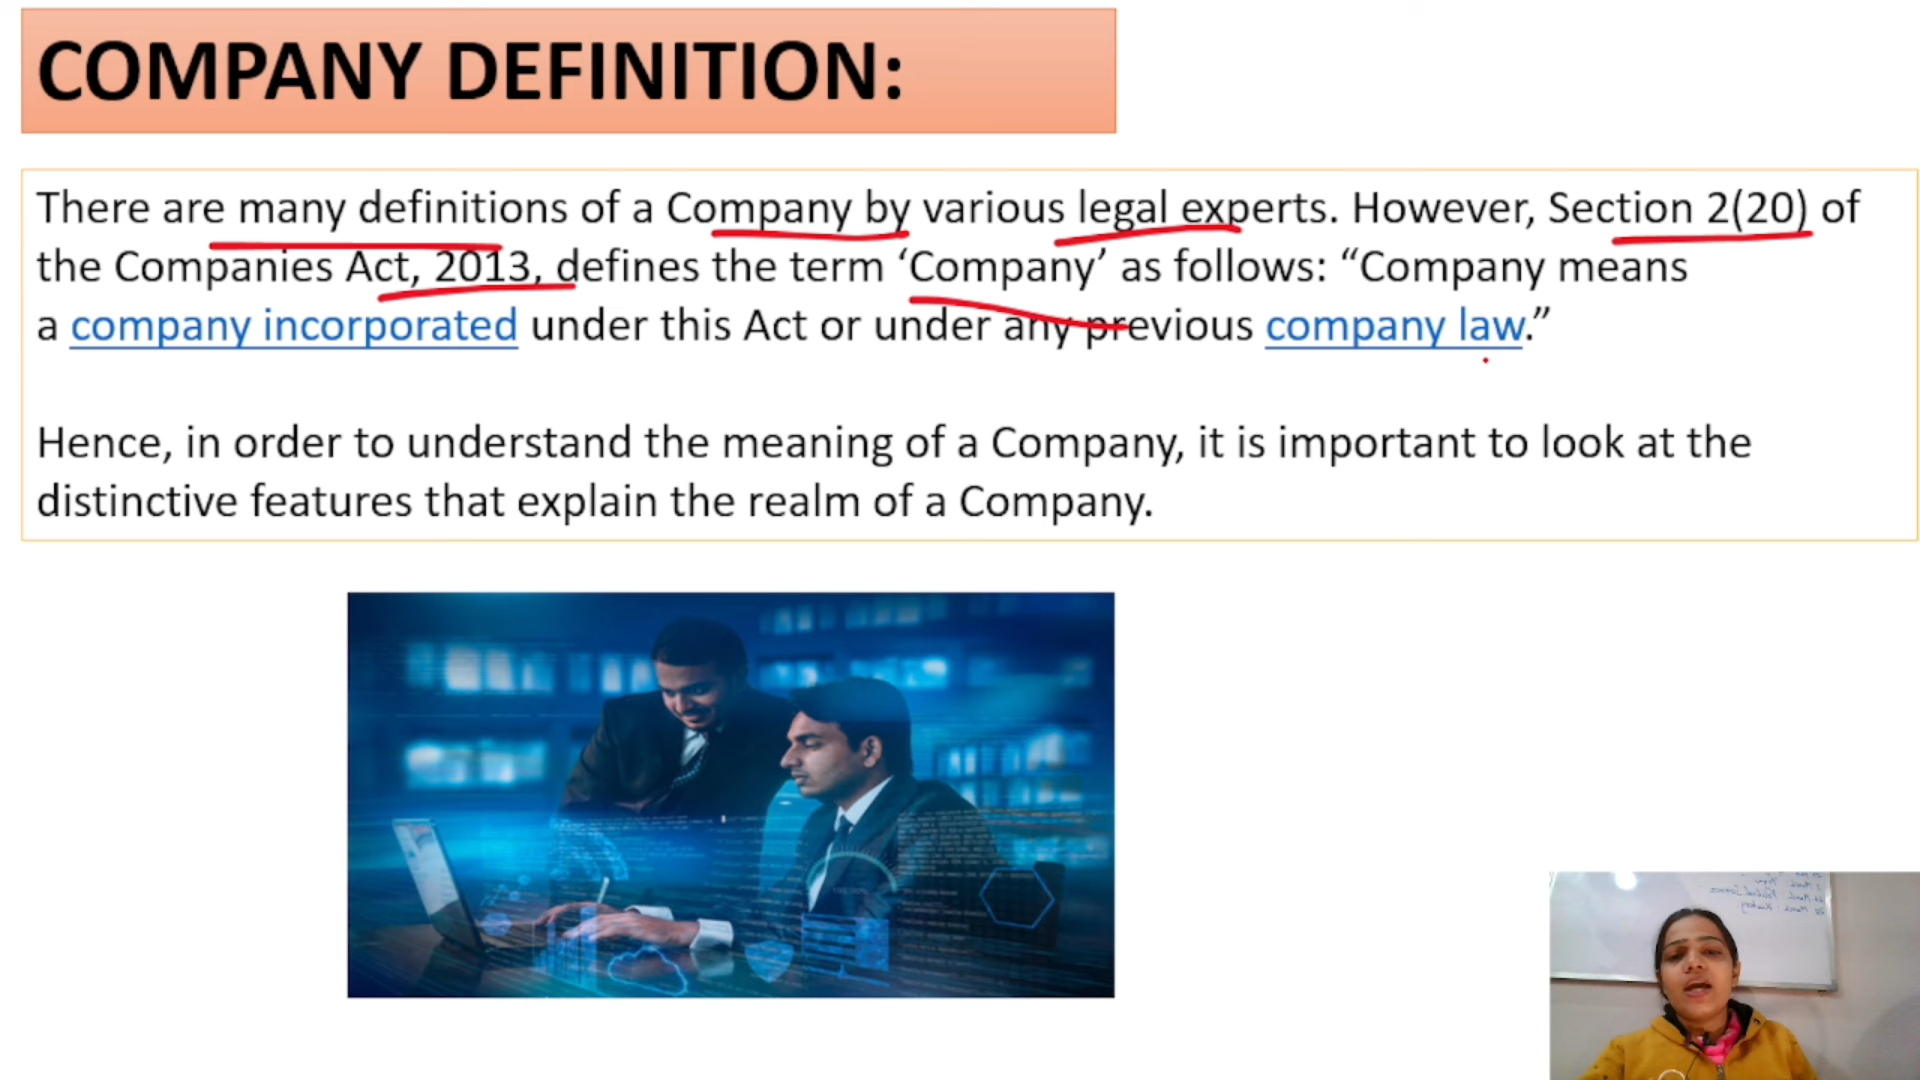 COMPANY DEFINITION:
There are many definitions of a Company by various legal experts. However, Section 2(20) of
the Companies Act, 2013, defines the term ‘Company’ as follows: “Company means
a company incorporated under this Act or under any previous company law.”
Hence, in order to understand the meaning of a Company, it is important to look at the
distinctive features that explain the realm of a Company.